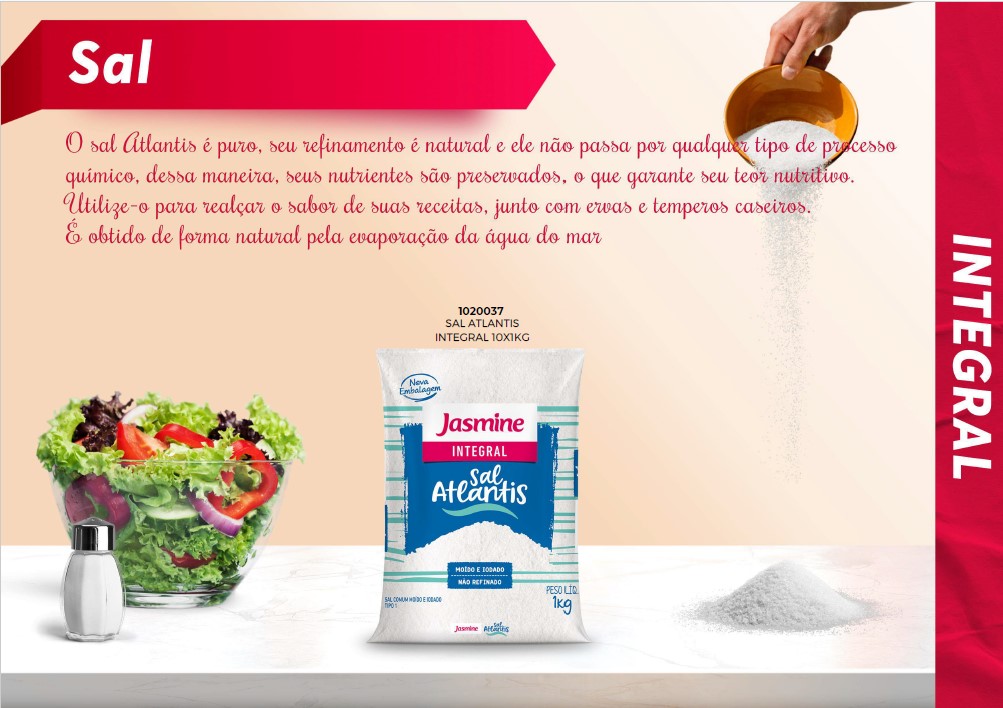 Sal
O sal Atlantis é puro, seu refinamento é natural e ele não passa por qualquer tipo de processo
químico, dessa maneira, seus nutrientes são preservados, o que garante seu teor nutritivo.
Utilize-o para realçar o sabor de suas receitas, junto com ervas e temperos caseiros.
É obtido de forma natural pela evaporação da água do mar
INTEGRAL
1020037
SAL ATLANTIS
INTEGRAL 10X1KG
Nova
Embalagem
Jasmine
INTEGRAL
Sal
Atlantis
MOÍDO E IODADO
NÃO REFINADO
SAL COMUM MOÍDO E IODADO
TIPO 1
PESO LÍQ.
1kg
Jasmine
Sal
Atlantis